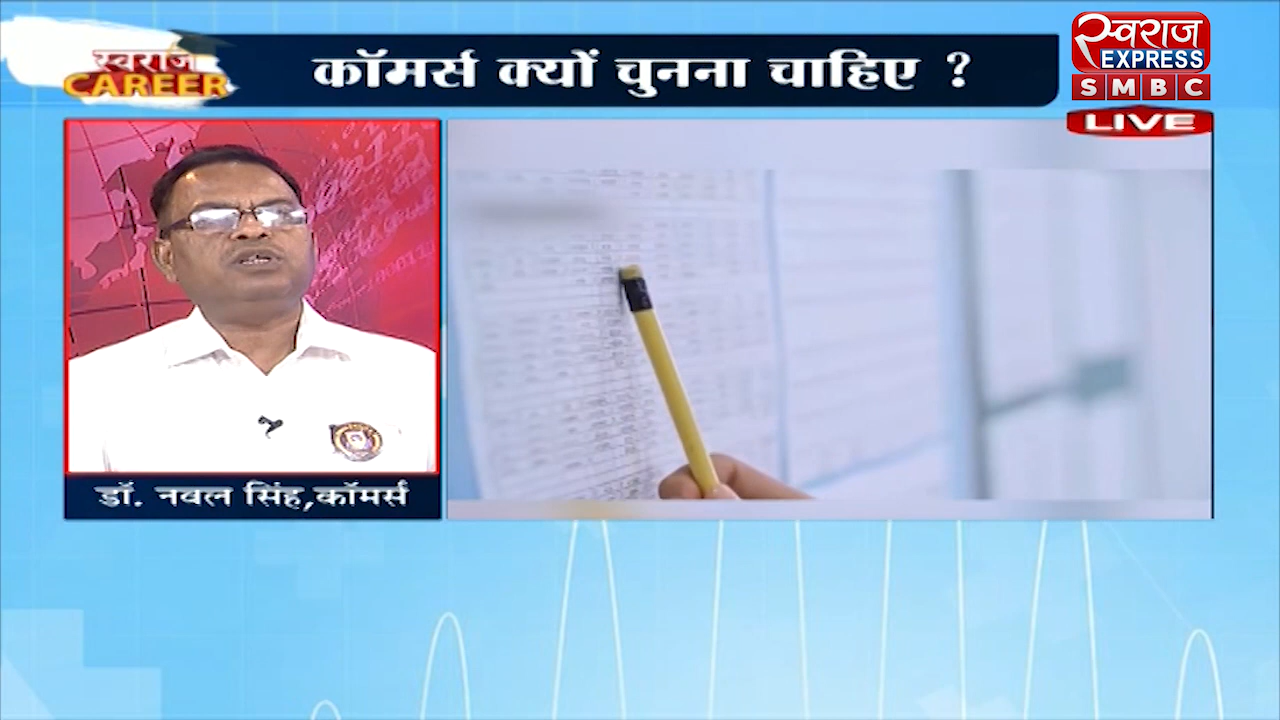 स्वराज
CAREER
कॉमर्स क्यों चुनना चाहिए ?
स्वराज
EXPRESS
SMBC
LIVE
डॉ. नवल सिंह,कॉमर्स